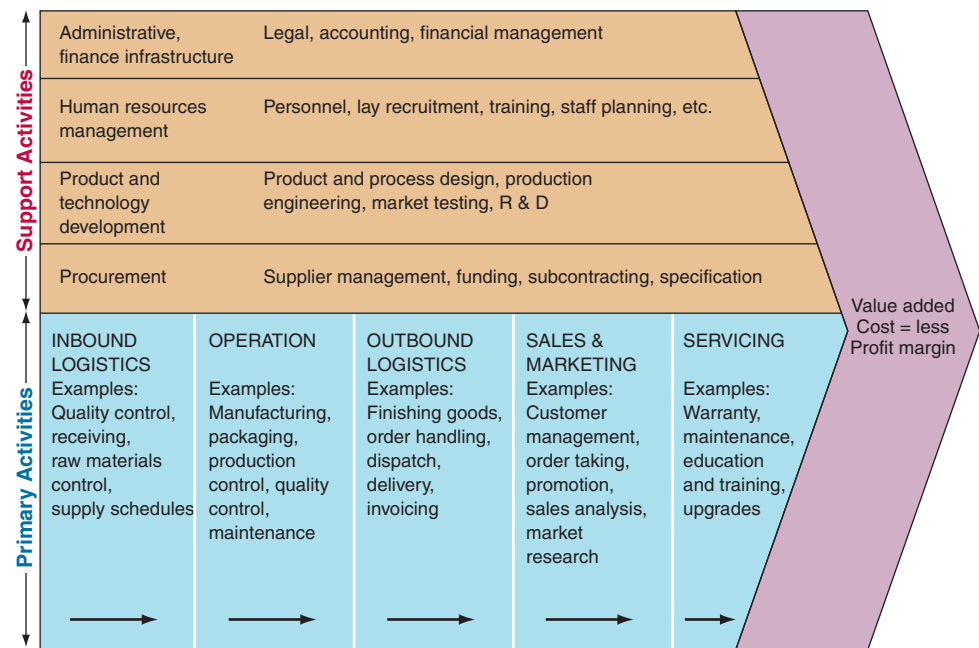 Support Activities
Administrative,
finance infrastructure
Legal, accounting, financial management
Human resources
management
Personnel, lay recruitment, training, staff planning, etc.
Product and
technology
development
Product and process design, production
engineering, market testing, R & D
Procurement
Supplier management, funding, subcontracting, specification
Primary Activities
INBOUND
LOGISTICS
Examples:
Quality control,
receiving,
raw materials
control,
supply schedules
OPERATION
Examples:
Manufacturing,
packaging,
production
control, quality
control,
maintenance
OUTBOUND
LOGISTICS
Examples:
Finishing goods,
order handling,
dispatch,
delivery,
invoicing
SALES &
MARKETING
Examples:
Customer
management,
order taking,
promotion,
sales analysis,
market
research
SERVICING
Examples:
Warranty,
maintenance,
education
and training,
upgrades
Value added
Cost = less
Profit margin